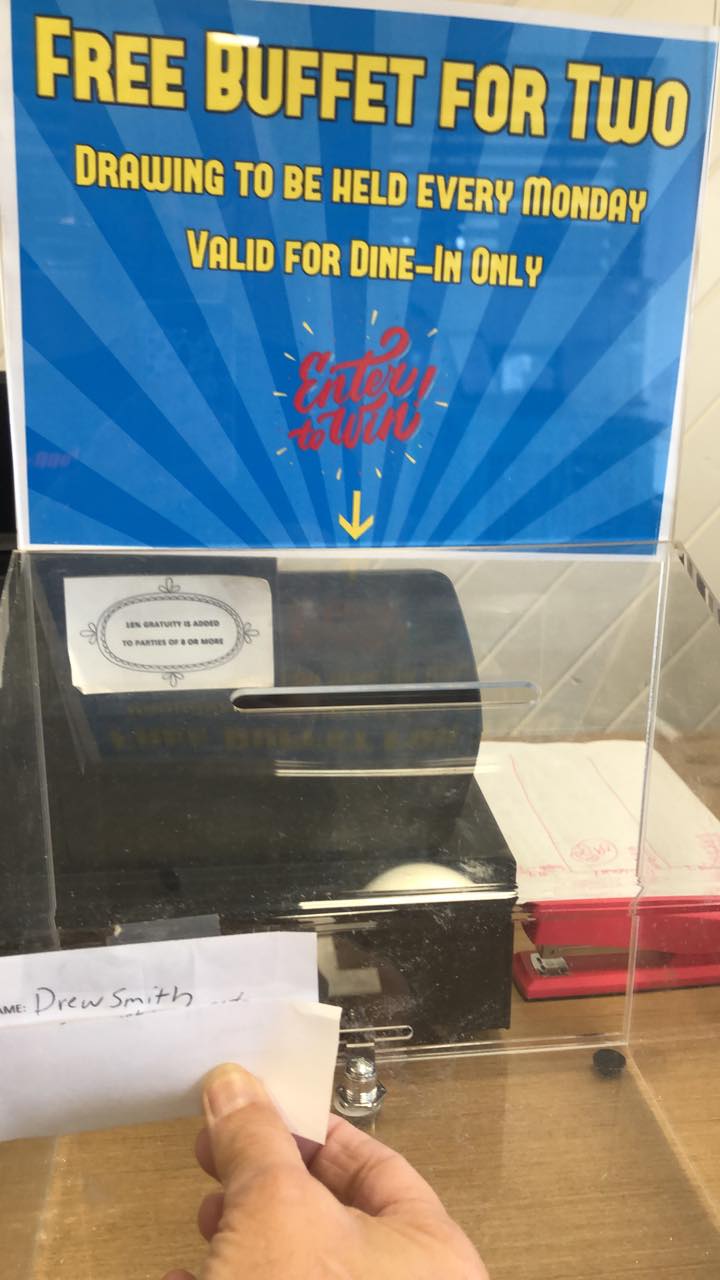 FREE BUFFET FOR TWO
DRAWING TO BE HELD EVERY MONDAY
VALID FOR DINE-IN ONLY
Enter
to Win!
18% GRATUITY IS ADDED
TO PARTIES OF 8 OR MORE
AME: Drew Smith